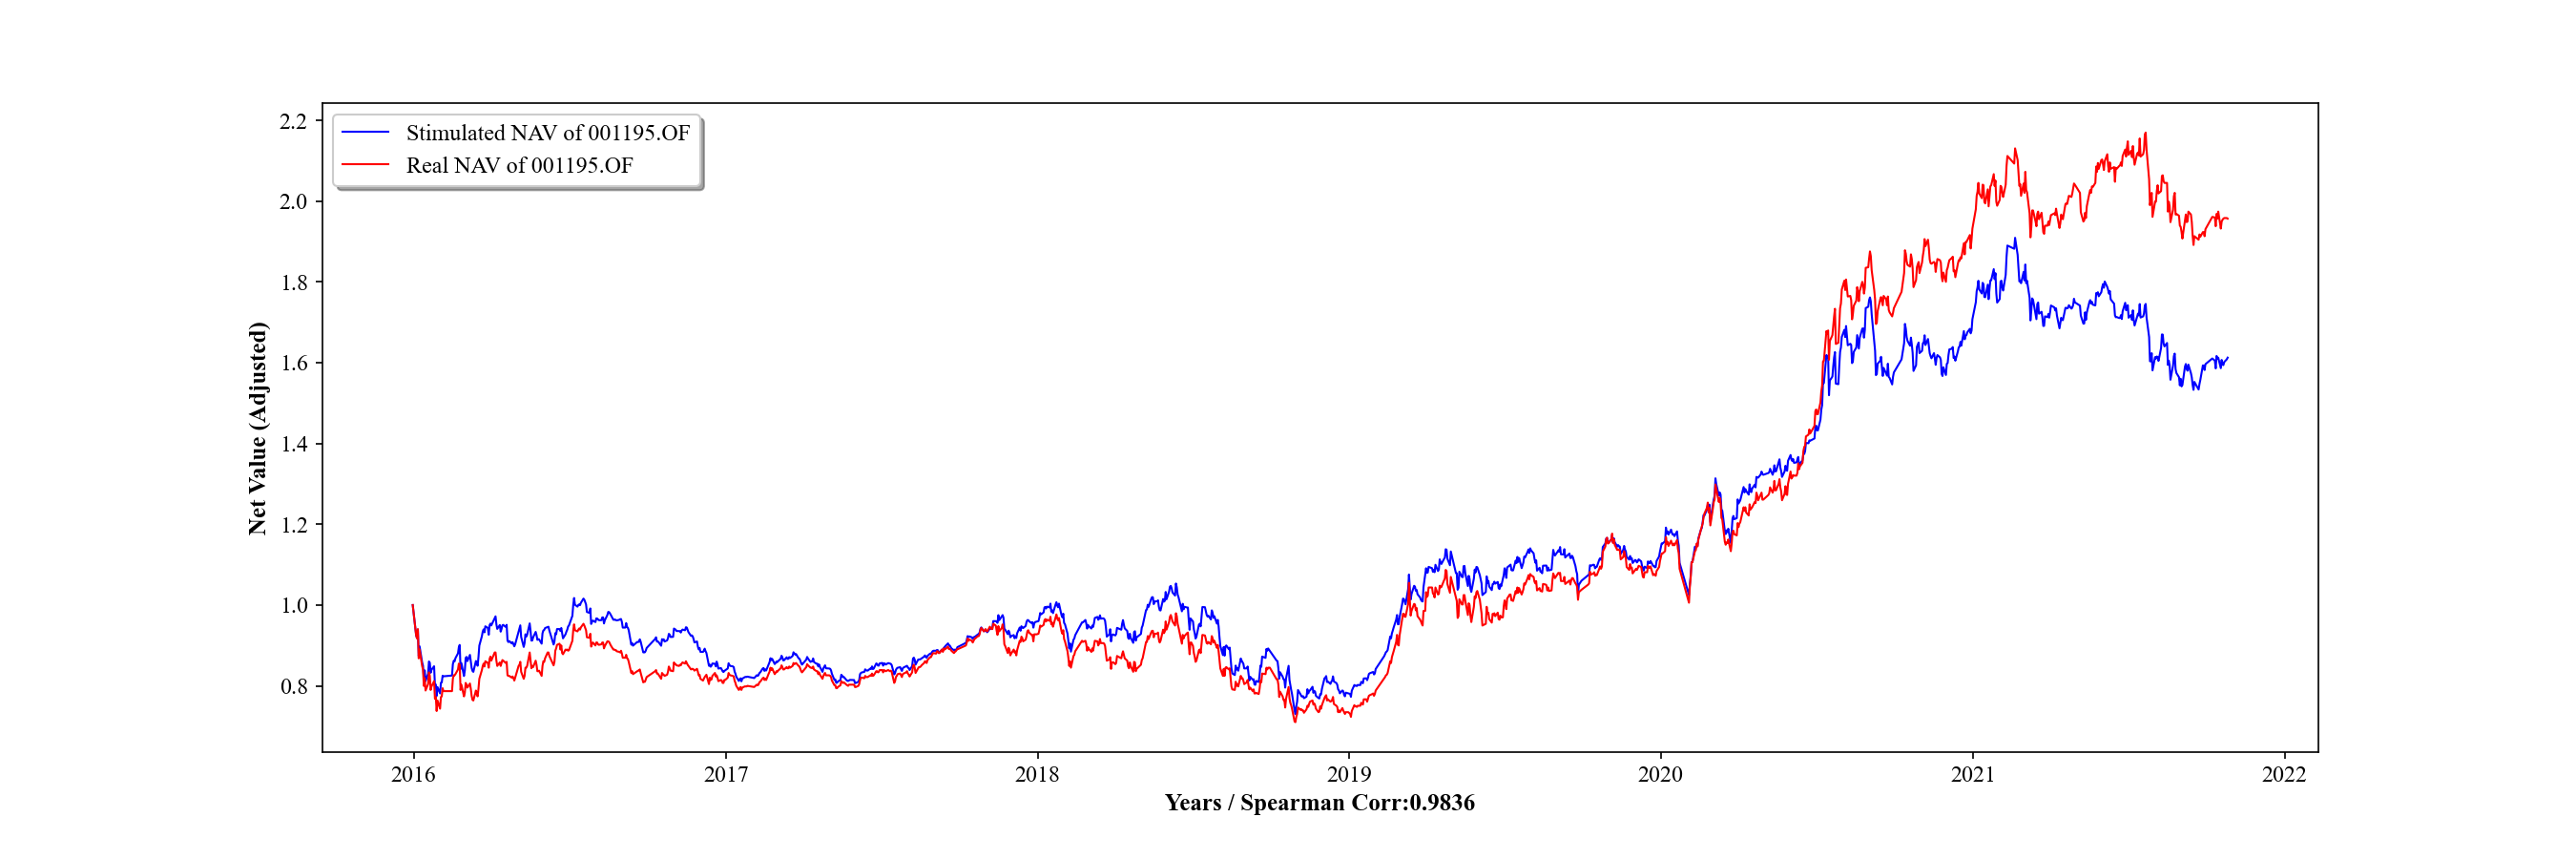 Stimulated NAV of 001195.OF
Real NAV of 001195.OF
Net Value (Adjusted)
2.2
2.0
1.8
1.6
1.4
1.2
1.0
0.8
2016 2017 2018 2019 2020 2021 2022
Years / Spearman Corr:0.9836